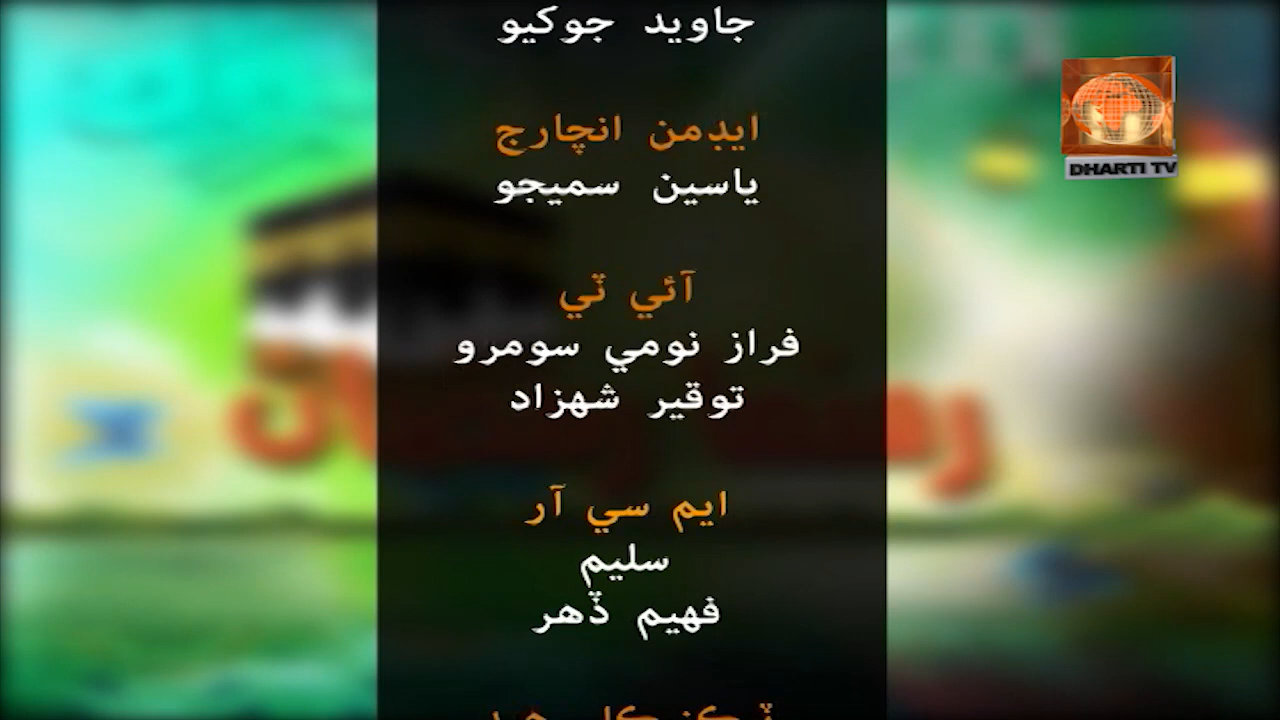 جاويد جوکيو
ايڊمن انچارج
ياسين سميجو
آئي ٽي
فراز نومي سومرو
توقير شهزاد
ايم سي آر
سليم
فهيم ڏهر
DHARTI TV